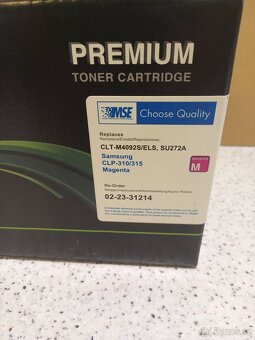 PREMIUM
TONER CARTRIDGE
MSE
Choose Quality
Replaces
CLT-M4092S/ELS, SU272A
Samsung
CLP-310/315
Magenta
MAGENTA
M
Re-Order
02-23-31214